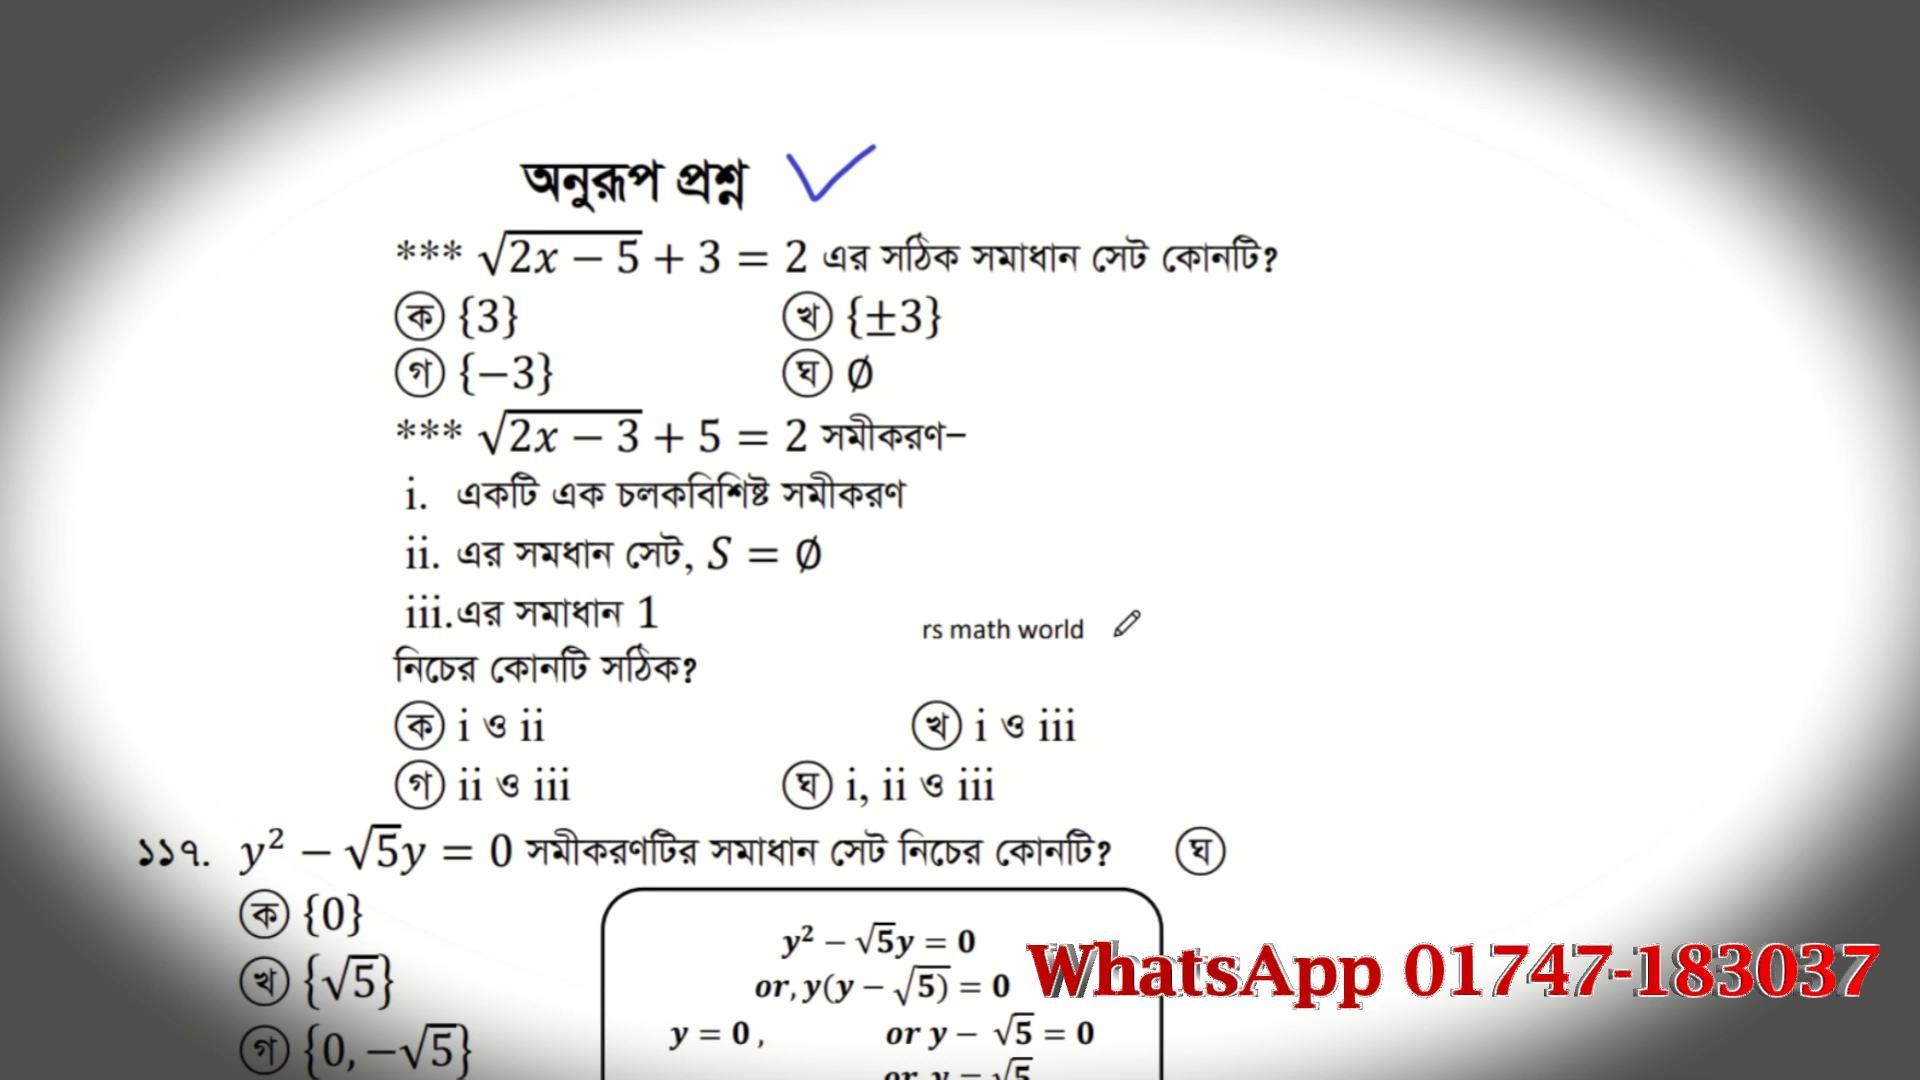 অনুরূপ প্রশ্ন
*** √(2x − 5) + 3 = 2 এর সঠিক সমাধান সেট কোনটি?
ক {3} খ {±3}
গ {−3} ঘ ∅
*** √(2x − 3) + 5 = 2 সমীকরণ–
i. একটি এক চলকবিশিষ্ট সমীকরণ
ii. এর সমধান সেট, S = ∅
iii.এর সমাধান 1
rs math world
নিচের কোনটি সঠিক?
ক i ও ii খ i ও iii
গ ii ও iii ঘ i, ii ও iii
১১৭. y² − √5y = 0 সমীকরণটির সমাধান সেট নিচের কোনটি? ঘ
ক {0}
খ {√5}
গ {0, −√5}
y² − √5y = 0
or, y(y − √5) = 0
y = 0 , or y − √5 = 0
or y = √5
WhatsApp 01747-183037